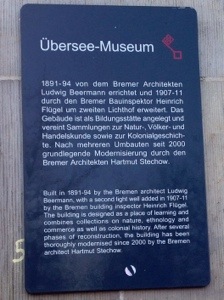 Übersee-Museum
1891-94 von dem Bremer Architekten
Ludwig Beermann errichtet und 1907-11
durch den Bremer Bauinspektor Heinrich
Flügel um zweiten Lichthof erweitert. Das
Gebäude ist als Bildungsstätte angelegt und
vereint Sammlungen zur Natur-, Völker- und
Handelskunde sowie zur Kolonialgeschich-
te. Nach mehreren Umbauten seit 2000
grundlegende Modernisierung durch den
Bremer Architekten Hartmut Stechow.
Built in 1891-94 by the Bremen architect Ludwig
Beermann, with a second light well added in 1907-11
by the Bremen building inspector Heinrich Flügel.
The building is designed as a place of learning and
combines collections on nature, ethnology and
commerce as well as colonial history. After several
phases of reconstruction, the building has been
thoroughly modernised since 2000 by the Bremen
architect Hartmut Stechow.